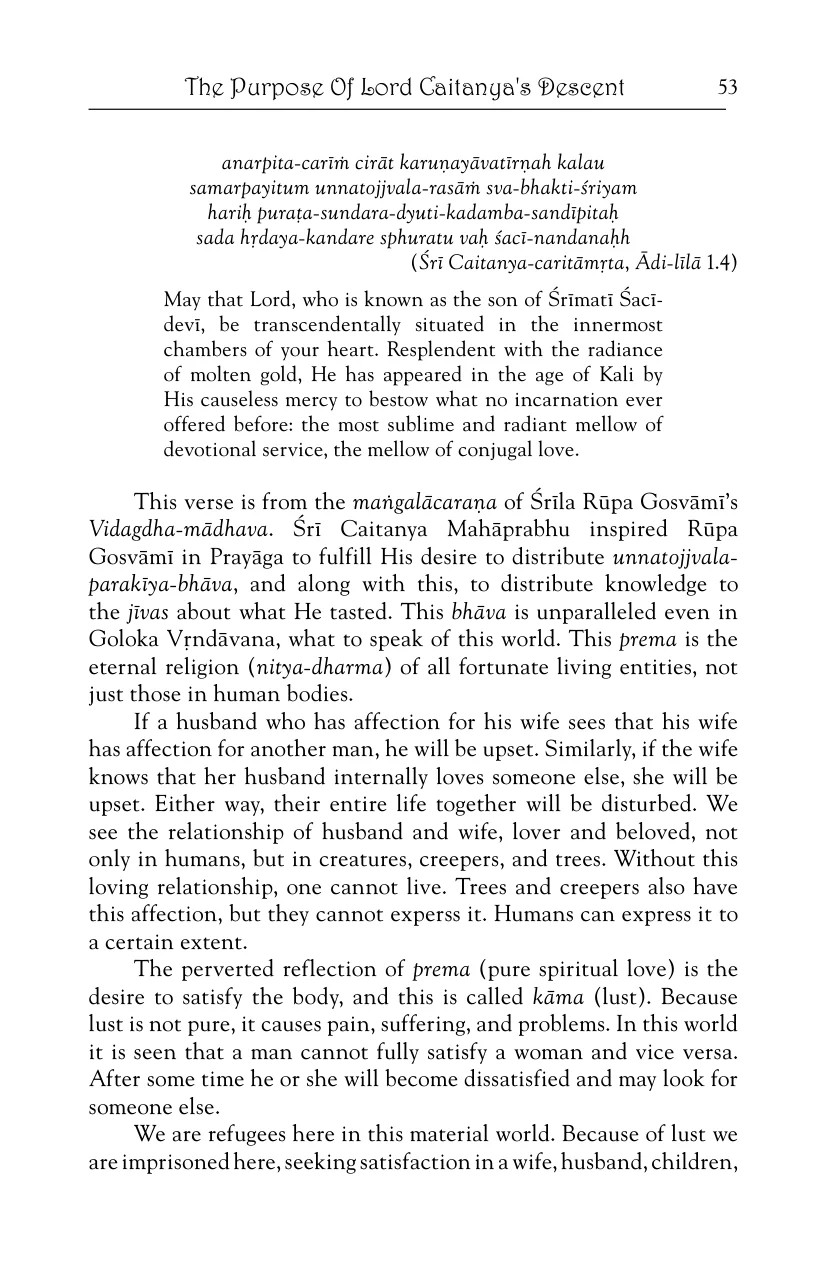 The Purpose Of Lord Caitanya's Descent 53
anarpita-carīṁ cirāt karuṇayāvatīrṇah kalau
samarpayitum unnatojjvala-rasāṁ sva-bhakti-śriyam
hariḥ puraṭa-sundara-dyuti-kadamba-sandīpitaḥ
sada hṛdaya-kandare sphuratu vaḥ śacī-nandanaḥh
(Śrī Caitanya-caritāmṛta, Ādi-līlā 1.4)
May that Lord, who is known as the son of Śrīmatī Śacī-
devī, be transcendentally situated in the innermost
chambers of your heart. Resplendent with the radiance
of molten gold, He has appeared in the age of Kali by
His causeless mercy to bestow what no incarnation ever
offered before: the most sublime and radiant mellow of
devotional service, the mellow of conjugal love.
This verse is from the maṅgalācaraṇa of Śrīla Rūpa Gosvāmī's
Vidagdha-mādhava. Śrī Caitanya Mahāprabhu inspired Rūpa
Gosvāmī in Prayāga to fulfill His desire to distribute unnatojjvala-
parakīya-bhāva, and along with this, to distribute knowledge to
the jīvas about what He tasted. This bhāva is unparalleled even in
Goloka Vṛndāvana, what to speak of this world. This prema is the
eternal religion (nitya-dharma) of all fortunate living entities, not
just those in human bodies.
If a husband who has affection for his wife sees that his wife
has affection for another man, he will be upset. Similarly, if the wife
knows that her husband internally loves someone else, she will be
upset. Either way, their entire life together will be disturbed. We
see the relationship of husband and wife, lover and beloved, not
only in humans, but in creatures, creepers, and trees. Without this
loving relationship, one cannot live. Trees and creepers also have
this affection, but they cannot experss it. Humans can express it to
a certain extent.
The perverted reflection of prema (pure spiritual love) is the
desire to satisfy the body, and this is called kāma (lust). Because
lust is not pure, it causes pain, suffering, and problems. In this world
it is seen that a man cannot fully satisfy a woman and vice versa.
After some time he or she will become dissatisfied and may look for
someone else.
We are refugees here in this material world. Because of lust we
are imprisoned here, seeking satisfaction in a wife, husband, children,